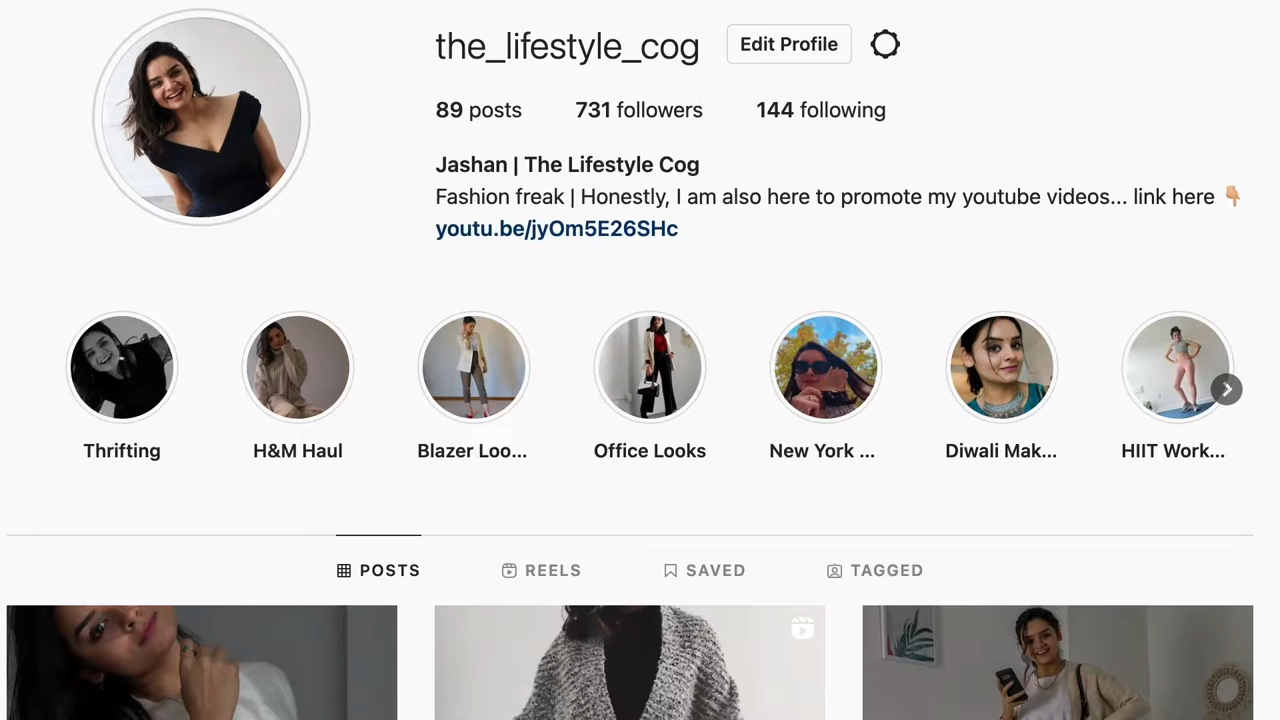 the_lifestyle_cog Edit Profile
89 posts 731 followers 144 following
Jashan | The Lifestyle Cog
Fashion freak | Honestly, I am also here to promote my youtube videos... link here 👇🏼
youtu.be/jyOm5E26SHc
Thrifting H&M Haul Blazer Loo... Office Looks New York ... Diwali Mak... HIIT Work...
POSTS REELS SAVED TAGGED